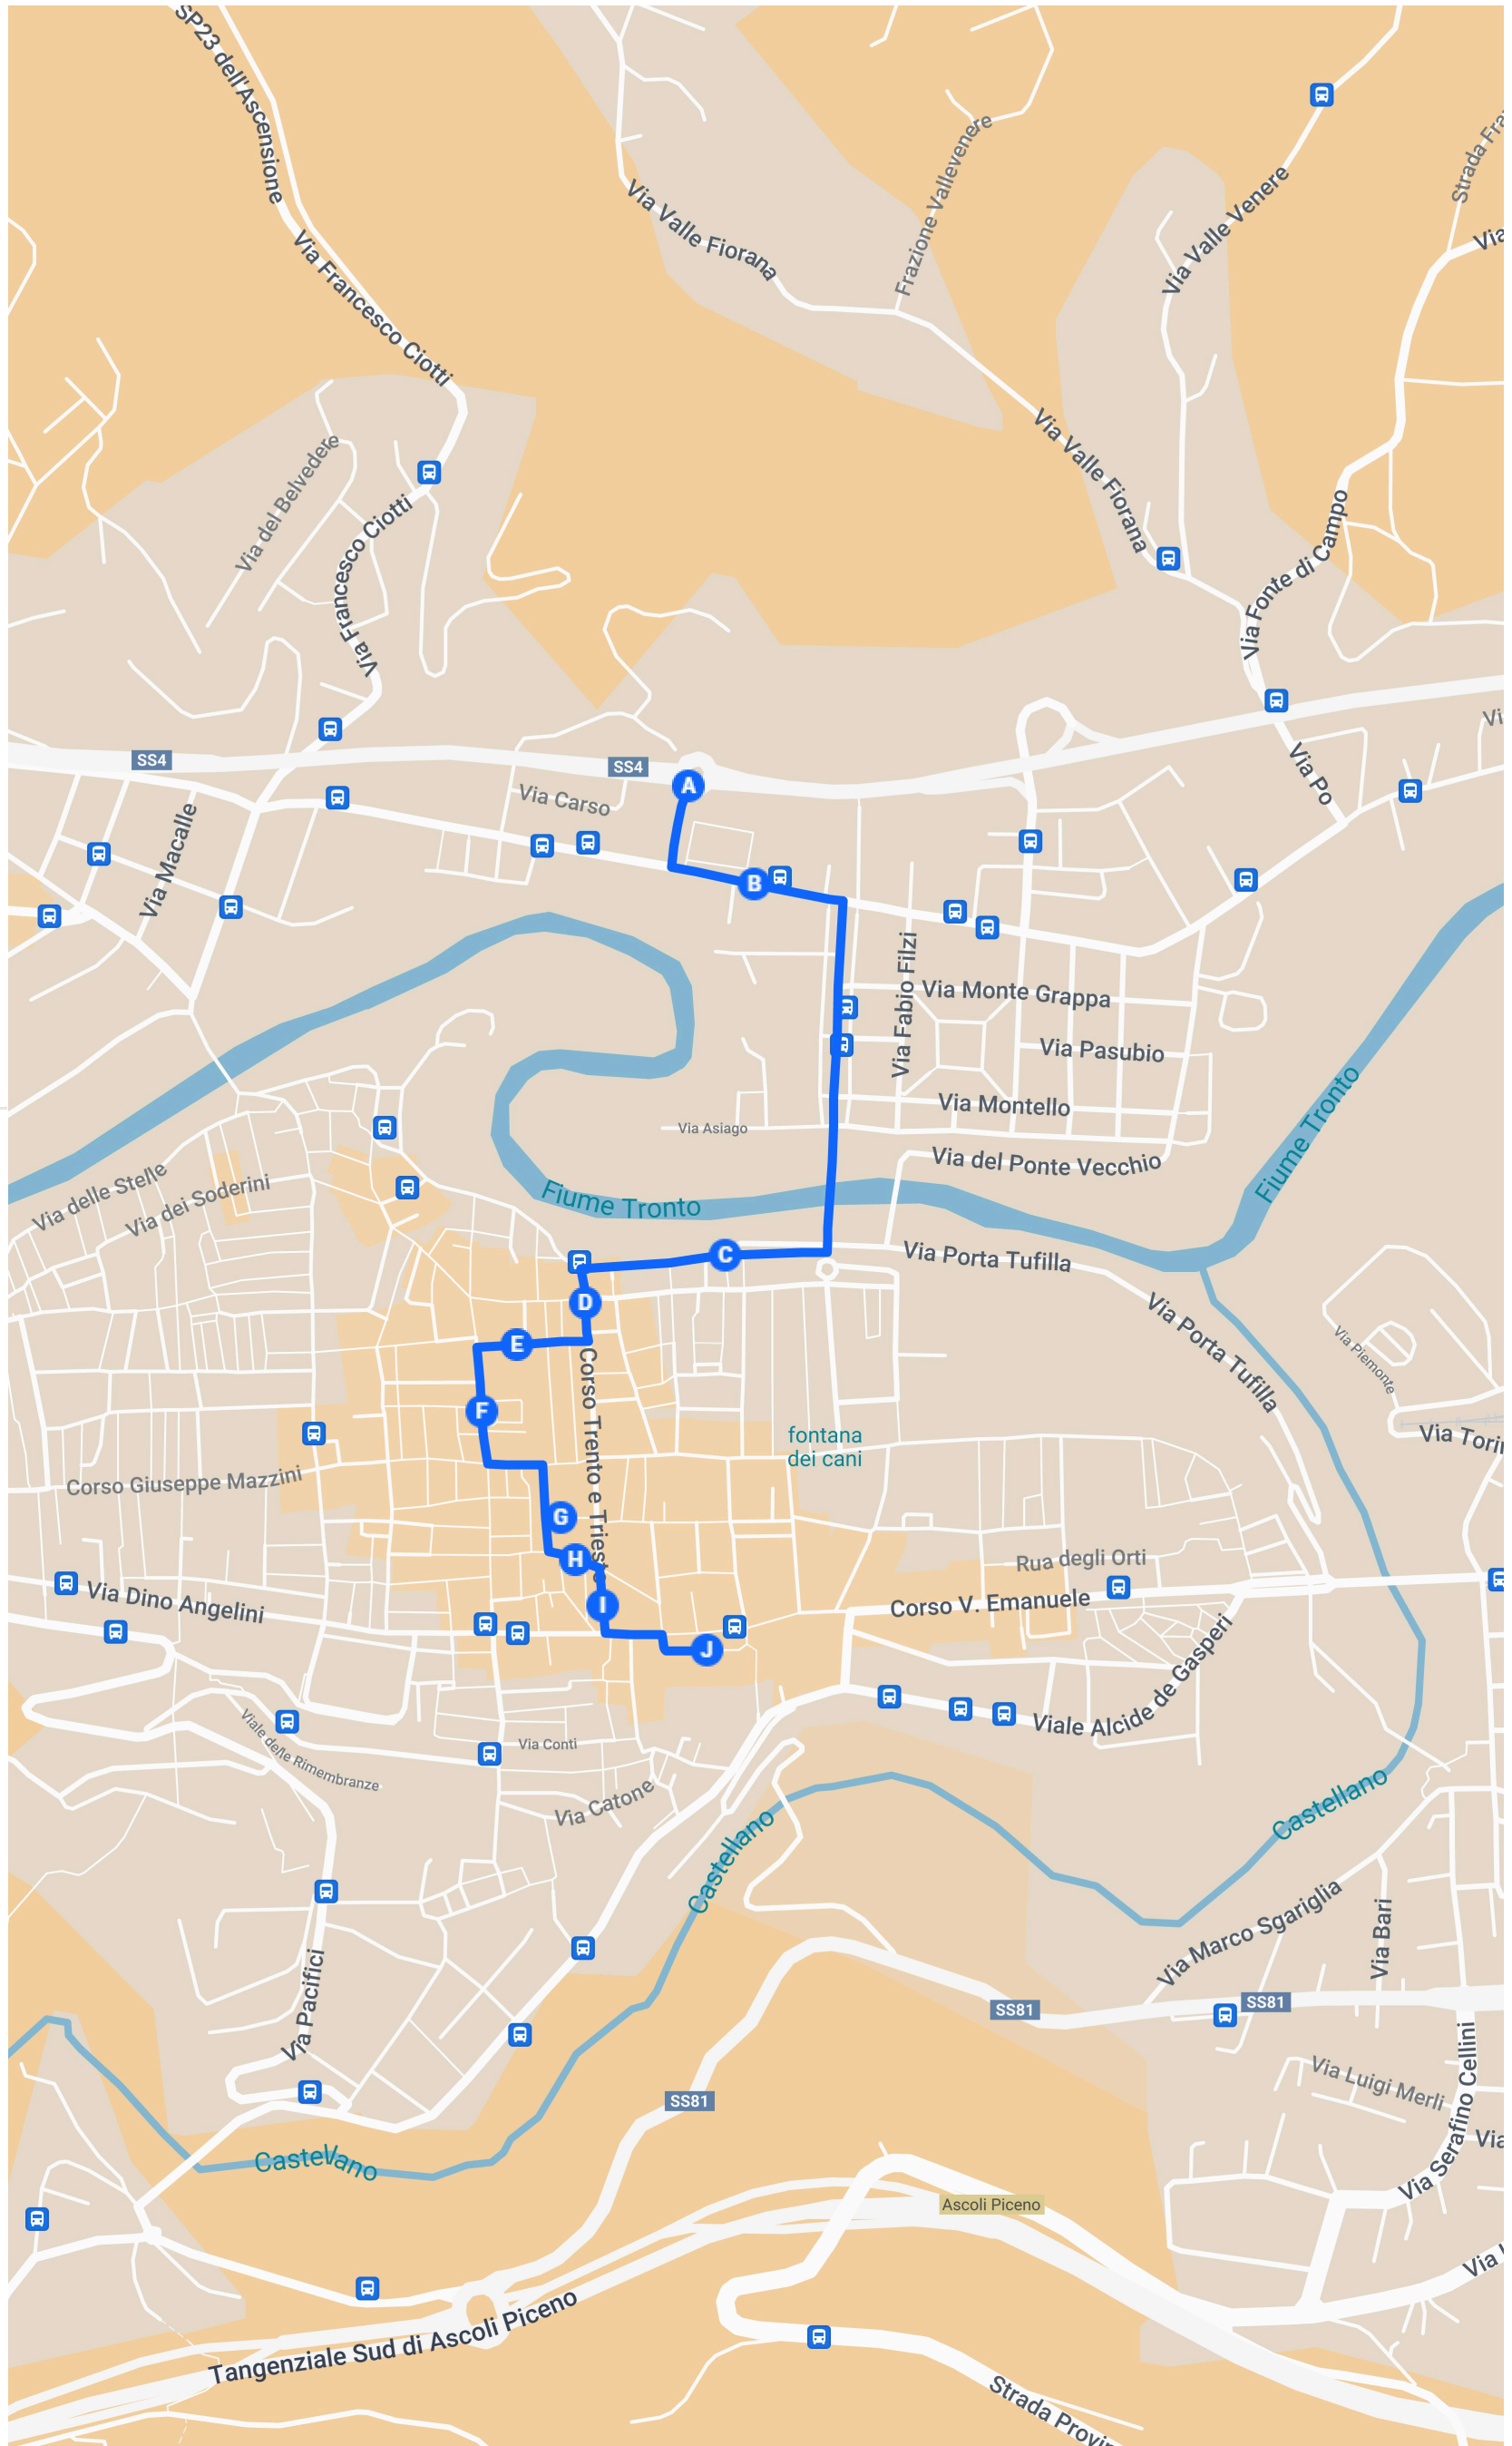 SP23 dell'Ascensione
Frazione Vallevenere
Via Valle Venere
Via Valle Fiorana
Via
Via Francesco Ciotti
Via del Belvedere
Via Francesco Ciotti
Via Valle Fiorana
Via Fonte di Campo
SS4
SS4
Via Po
Via Carso
A
Via Macalle
B
Via Fabio Filzi
Via Monte Grappa
Via Pasubio
Via Montello
Via Asiago
Via del Ponte Vecchio
Fiume Tronto
Via delle Stelle
Via dei Soderini
Fiume Tronto
C
Via Porta Tufilla
D
Via Porta Tufilla
E
Via Piemonte
Corso Trento e Trieste
F
fontana
dei cani
Corso Giuseppe Mazzini
G
H
Rua degli Orti
Via Dino Angelini
I
Corso V. Emanuele
J
Viale Alcide de Gasperi
Viale delle Rimembranze
Via Conti
Via Catone
Castellano
Castellano
Via Marco Sgariglia
Via Bari
Via Pacifici
SS81
SS81
Via Luigi Merli
Via Serafino Cellini
SS81
Castellano
Via
Ascoli Piceno
Tangenziale Sud di Ascoli Piceno
Via
Strada